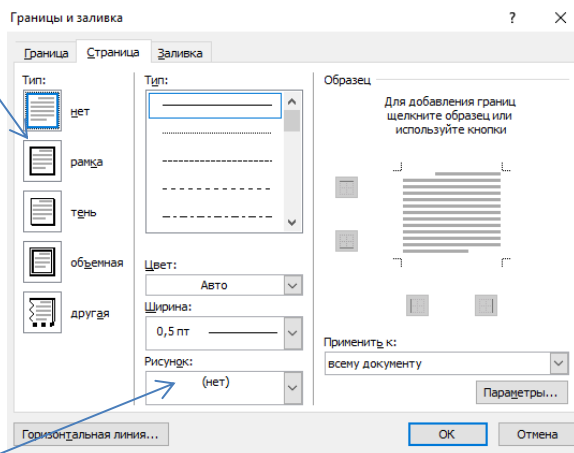 Границы и заливка
Граница Страница Заливка
Тип:
нет
рамка
тень
объемная
другая
Тип:
Цвет:
Авто
Ширина:
0,5 пт
Рисунок:
(нет)
Образец
Для добавления границ
щелкните образец или
используйте кнопки
Применить к:
всему документу
Параметры...
Горизонтальная линия...
ОК Отмена